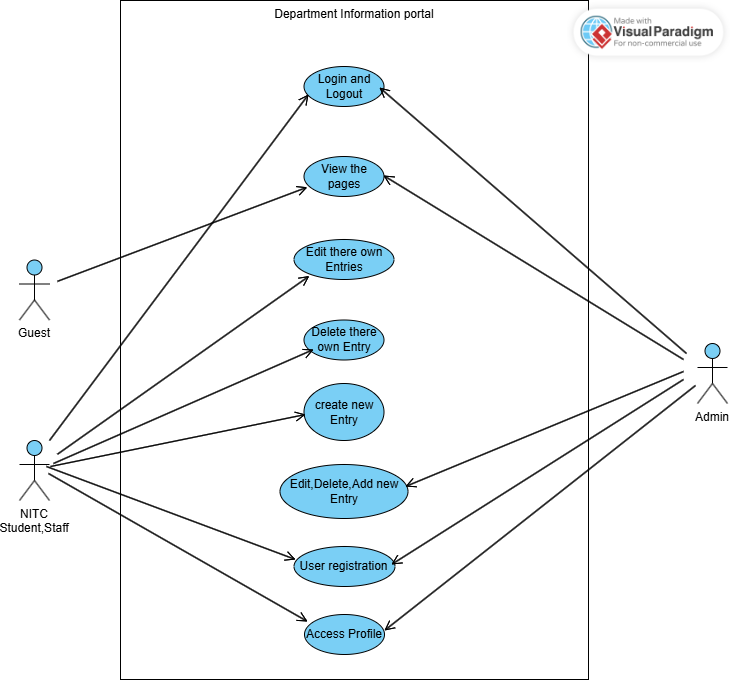 Department Information portal
Made with
VisualParadigm
For non-commercial use
Login and
Logout
View the
pages
Edit there own
Entries
Guest
Delete there
own Entry
create new
Entry
Admin
Edit,Delete,Add new
Entry
NITC
Student,Staff
User registration
Access Profile